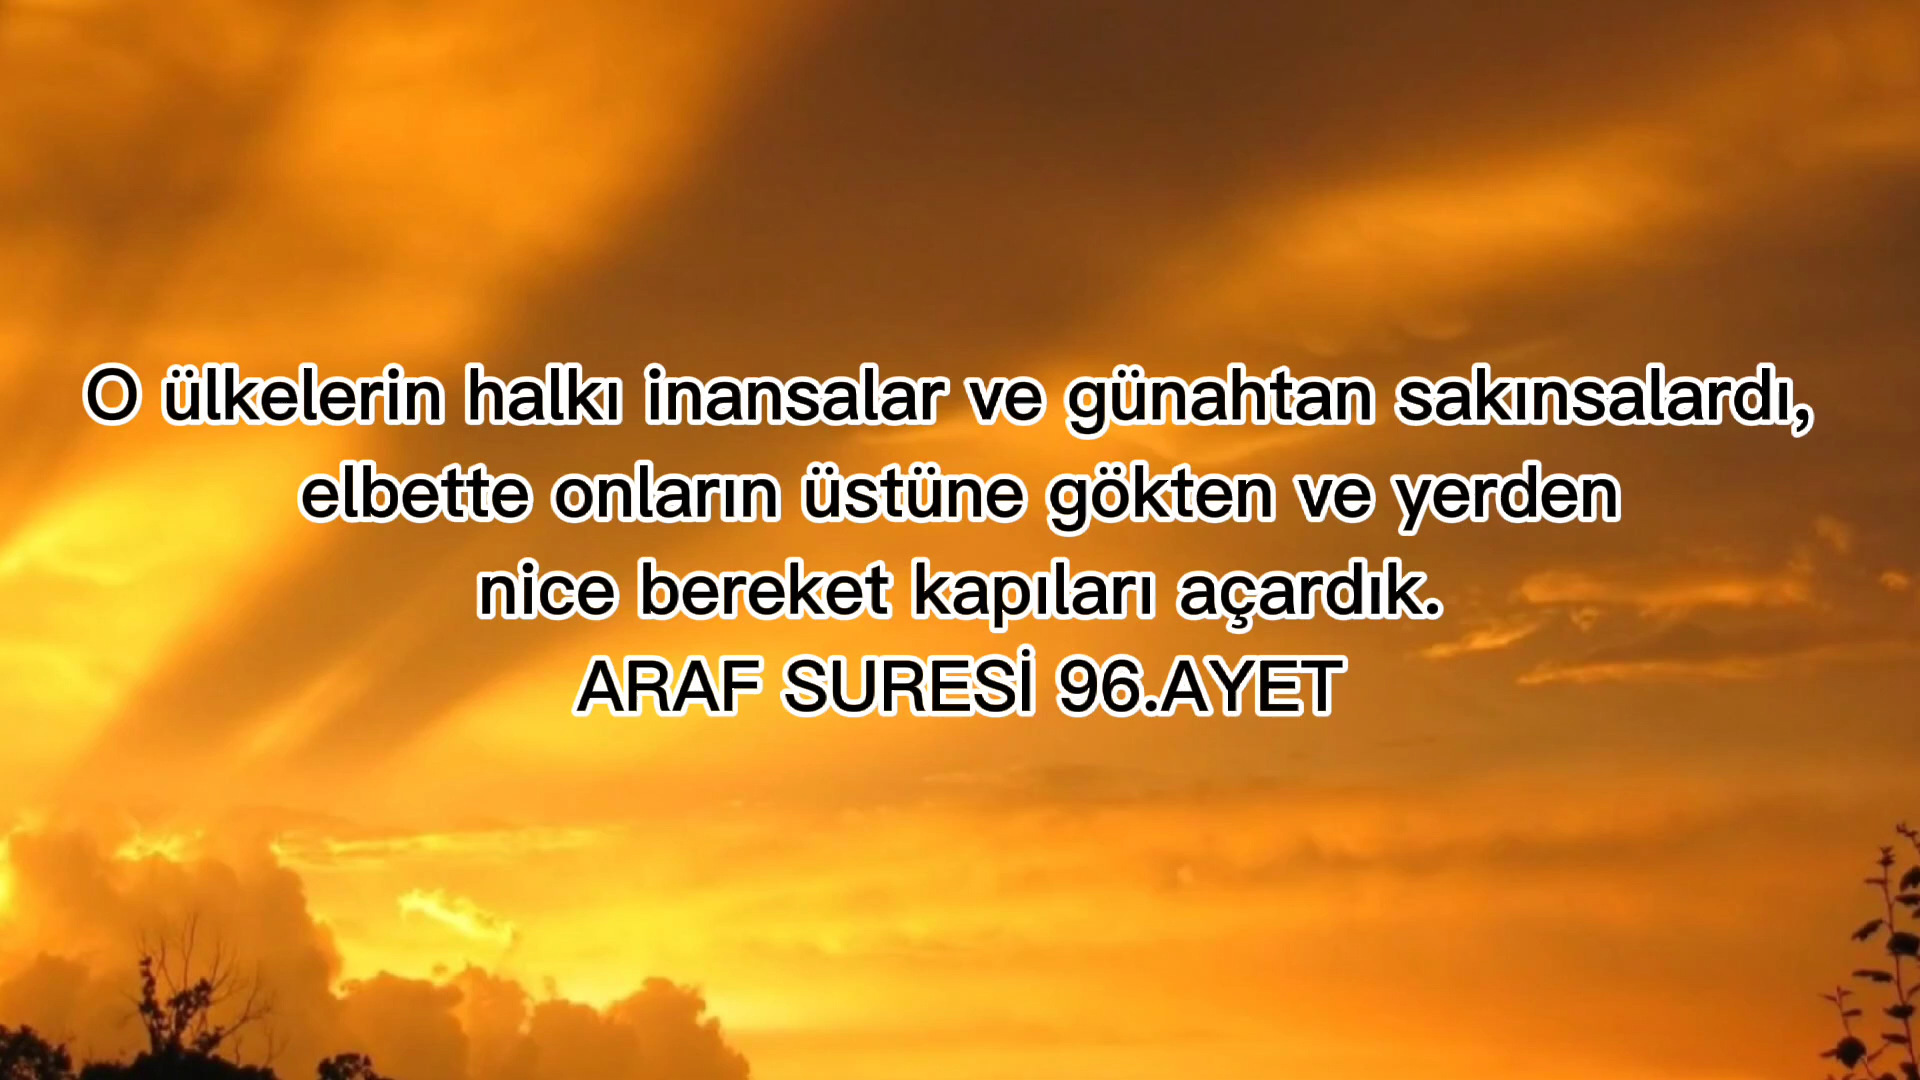 O ülkelerin halkı inansalar ve günahtan sakınsalardı,
elbette onların üstüne gökten ve yerden
nice bereket kapıları açardık.
ARAF SURESİ 96.AYET